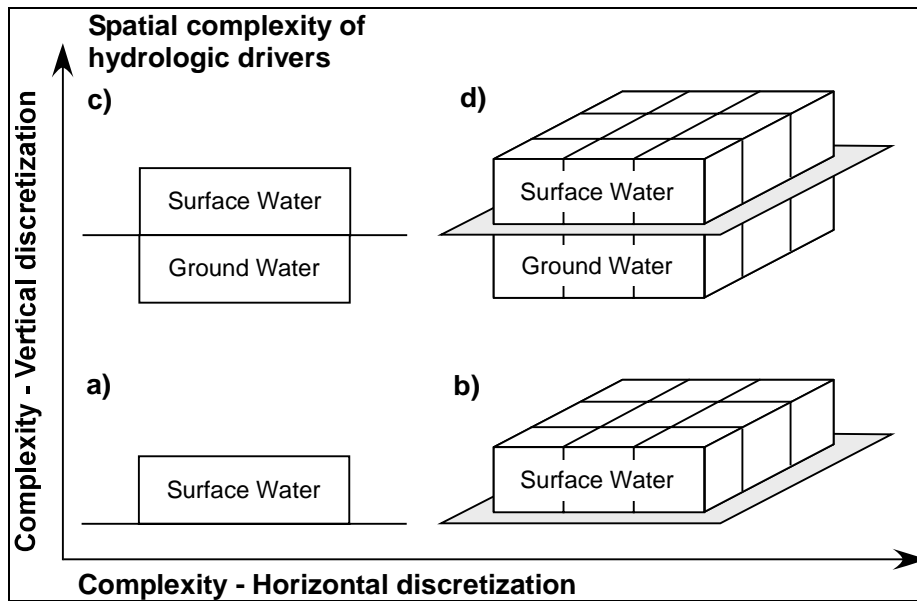 Spatial complexity of
hydrologic drivers
c)
d)
Surface Water
Ground Water
Surface Water
Ground Water
a)
b)
Surface Water
Surface Water
Complexity - Vertical discretization
Complexity - Horizontal discretization